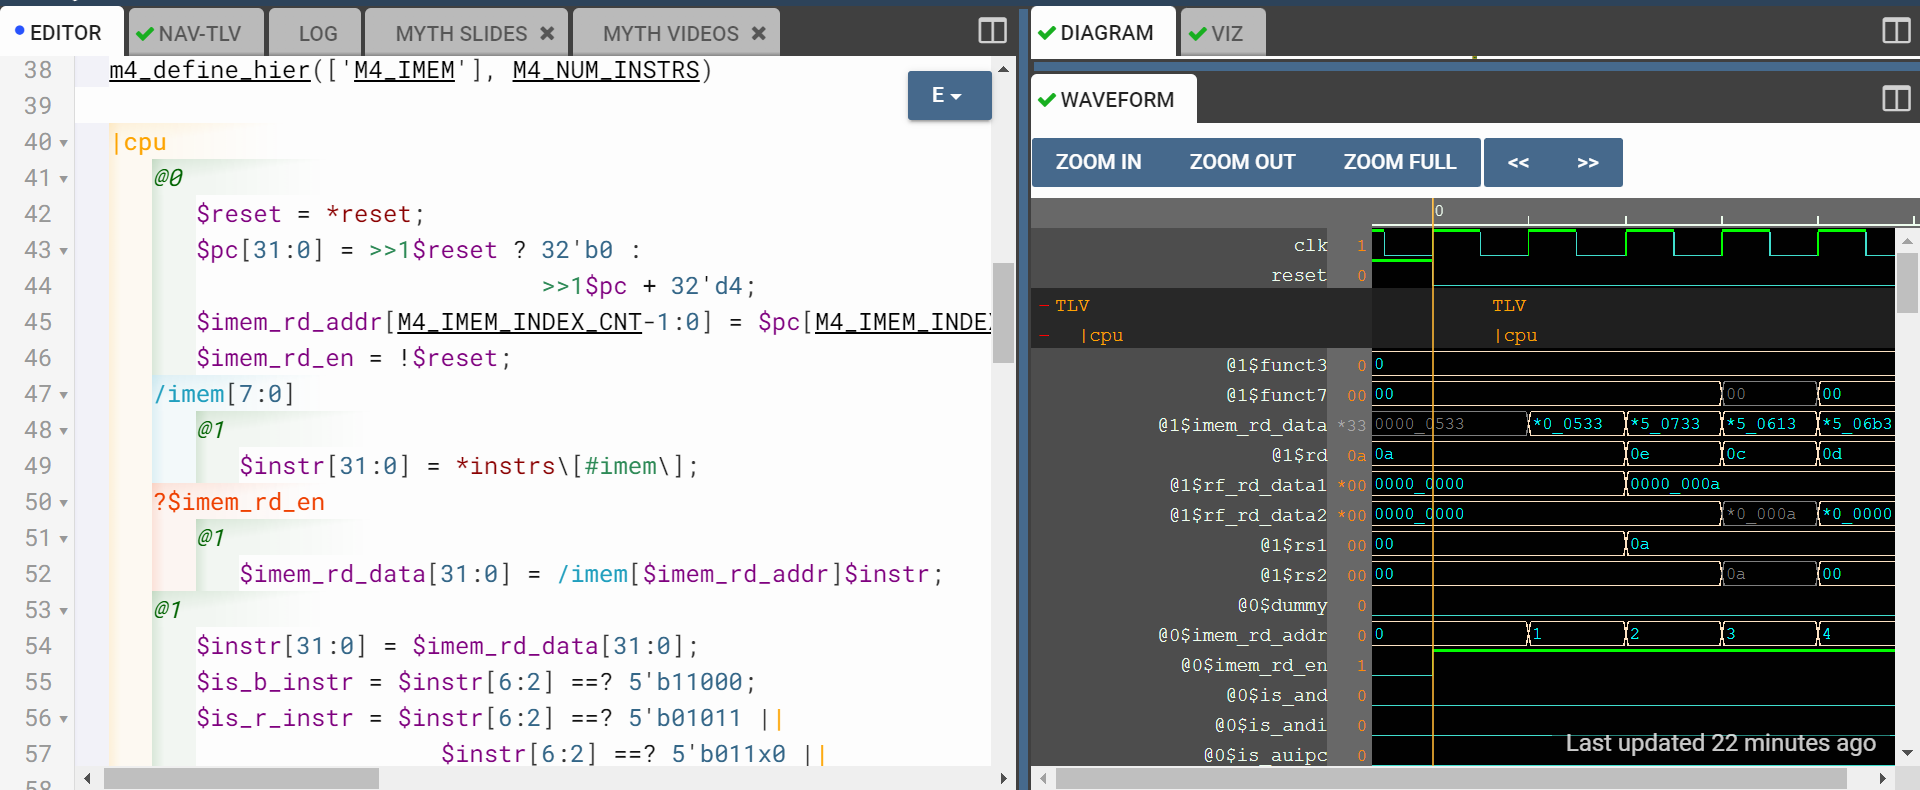 EDITOR NAV-TLV LOG MYTH SLIDES MYTH VIDEOS
38 m4_define_hier(['M4_IMEM'], M4_NUM_INSTRS)
E
39
40 |cpu
41 @0
42 $reset = *reset;
43 $pc[31:0] = >>1$reset ? 32'b0 :
44 >>1$pc + 32'd4;
45 $imem_rd_addr[M4_IMEM_INDEX_CNT-1:0] = $pc[M4_IMEM_INDEX
46 $imem_rd_en = !$reset;
47 /imem[7:0]
48 @1
49 $instr[31:0] = *instrs\[#imem\];
50 ?$imem_rd_en
51 @1
52 $imem_rd_data[31:0] = /imem[$imem_rd_addr]$instr;
53 @1
54 $instr[31:0] = $imem_rd_data[31:0];
55 $is_b_instr = $instr[6:2] ==? 5'b11000;
56 $is_r_instr = $instr[6:2] ==? 5'b01011 ||
57 $instr[6:2] ==? 5'b011x0 ||
58
DIAGRAM VIZ
WAVEFORM
ZOOM IN ZOOM OUT ZOOM FULL << >>
0
clk 1
reset 0
TLV TLV
|cpu |cpu
@1$funct3 0 0
@1$funct7 00 00 00 00
@1$imem_rd_data *33 0000_0533 *0_0533 *5_0733 *5_0613 *5_06b3
@1$rd 0a 0a 0e 0c 0d
@1$rf_rd_data1 *00 0000_0000 0000_000a
@1$rf_rd_data2 *00 0000_0000 *0_000a *0_0000
@1$rs1 00 00 0a
@1$rs2 00 00 0a 00
@0$dummy 0
@0$imem_rd_addr 0 0 1 2 3 4
@0$imem_rd_en 1
@0$is_and 0
@0$is_andi 0
@0$is_auipc 0
Last updated 22 minutes ago